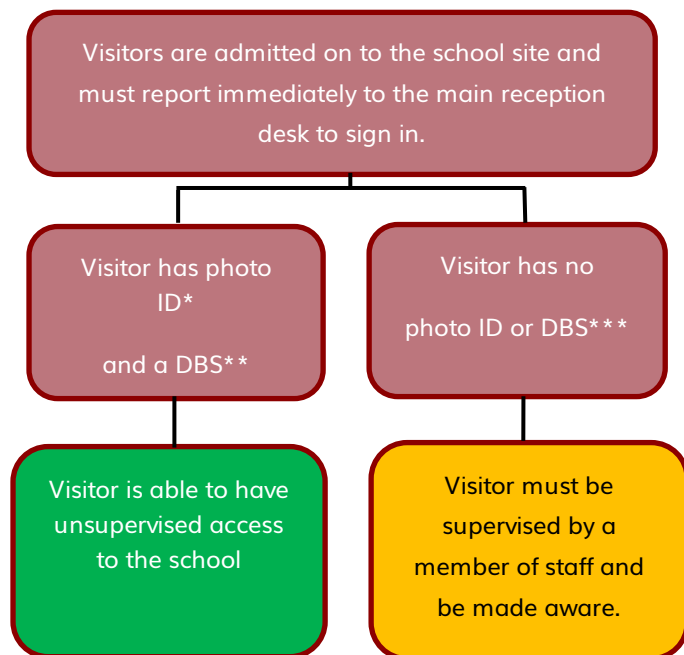 Visitors are admitted on to the school site and
must report immediately to the main reception
desk to sign in.
Visitor has photo
ID*
and a DBS**
Visitor has no
photo ID or DBS***
Visitor is able to have
unsupervised access
to the school
Visitor must be
supervised by a
member of staff and
be made aware.